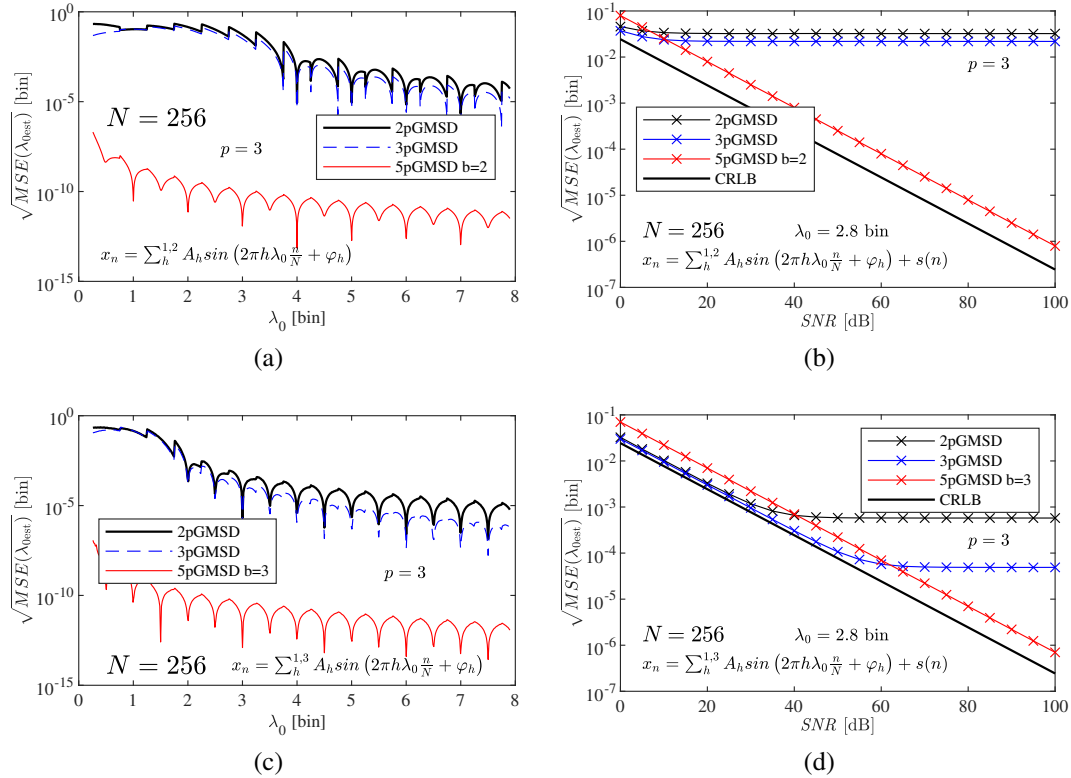 10^0
10^-5
10^-10
10^-15
√MSE(λ_0est) [bin]
N = 256
p = 3
2pGMSD
3pGMSD
5pGMSD b=2
x_n = ∑_h^{1,2} A_h sin (2πhλ_0 n/N + φ_h)
0 1 2 3 4 5 6 7 8
λ_0 [bin]
(a)
10^-1
10^-2
10^-3
10^-4
10^-5
10^-6
10^-7
√MSE(λ_0est) [bin]
p = 3
2pGMSD
3pGMSD
5pGMSD b=2
CRLB
N = 256 λ_0 = 2.8 bin
x_n = ∑_h^{1,2} A_h sin (2πhλ_0 n/N + φ_h) + s(n)
0 20 40 60 80 100
SNR [dB]
(b)
10^0
10^-5
10^-10
10^-15
√MSE(λ_0est) [bin]
2pGMSD
3pGMSD
5pGMSD b=3
p = 3
N = 256 x_n = ∑_h^{1,3} A_h sin (2πhλ_0 n/N + φ_h)
0 1 2 3 4 5 6 7 8
λ_0 [bin]
(c)
10^-1
10^-2
10^-3
10^-4
10^-5
10^-6
10^-7
√MSE(λ_0est) [bin]
2pGMSD
3pGMSD
5pGMSD b=3
CRLB
p = 3
N = 256 λ_0 = 2.8 bin
x_n = ∑_h^{1,3} A_h sin (2πhλ_0 n/N + φ_h) + s(n)
0 20 40 60 80 100
SNR [dB]
(d)